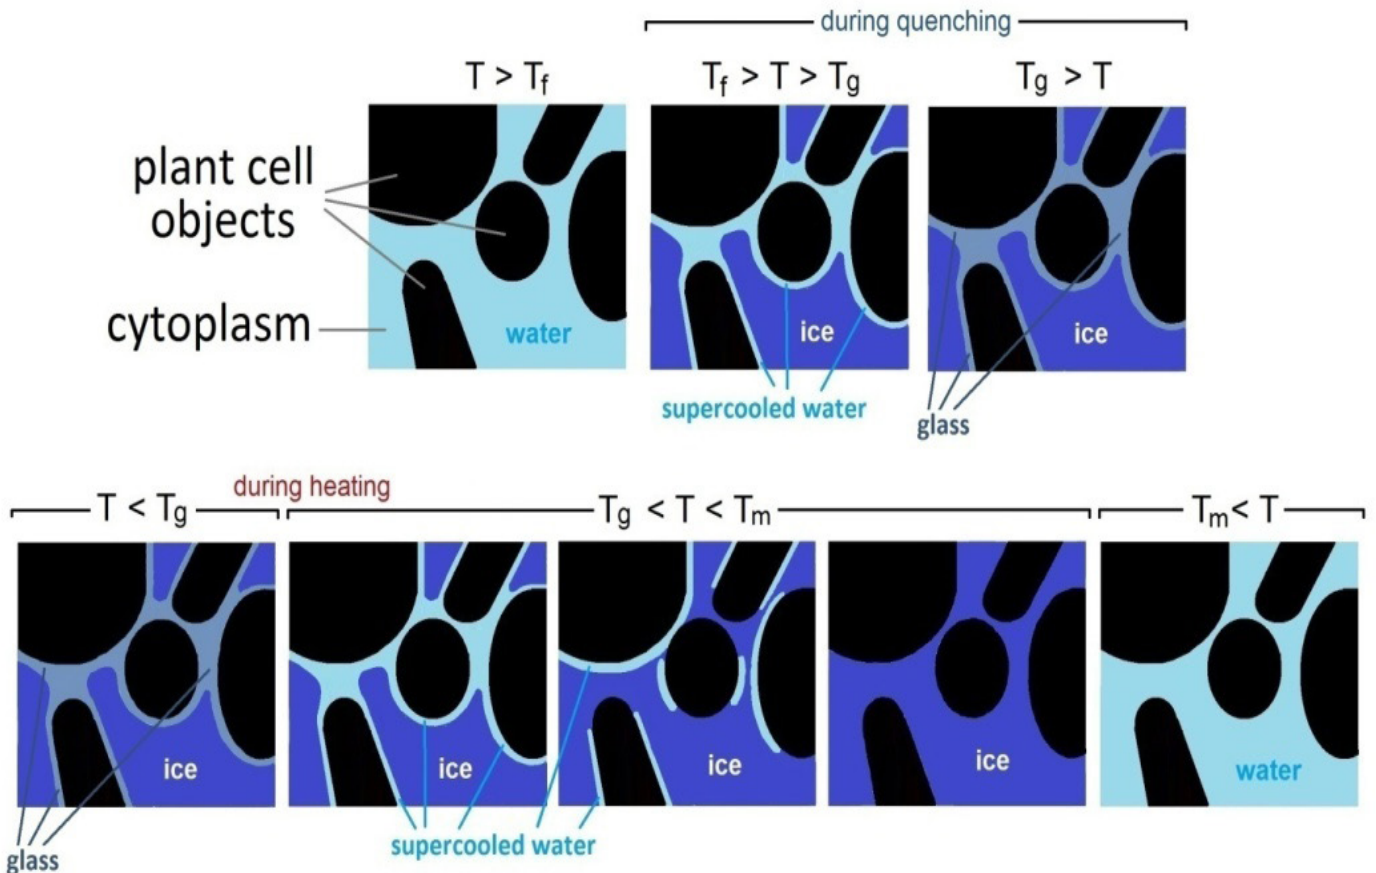 during quenching
T > Tf
Tf > T > Tg
Tg > T
plant cell
objects
cytoplasm
water
ice
ice
supercooled water
glass
during heating
T < Tg
Tg < T < Tm
Tm < T
ice
ice
ice
ice
water
supercooled water
glass